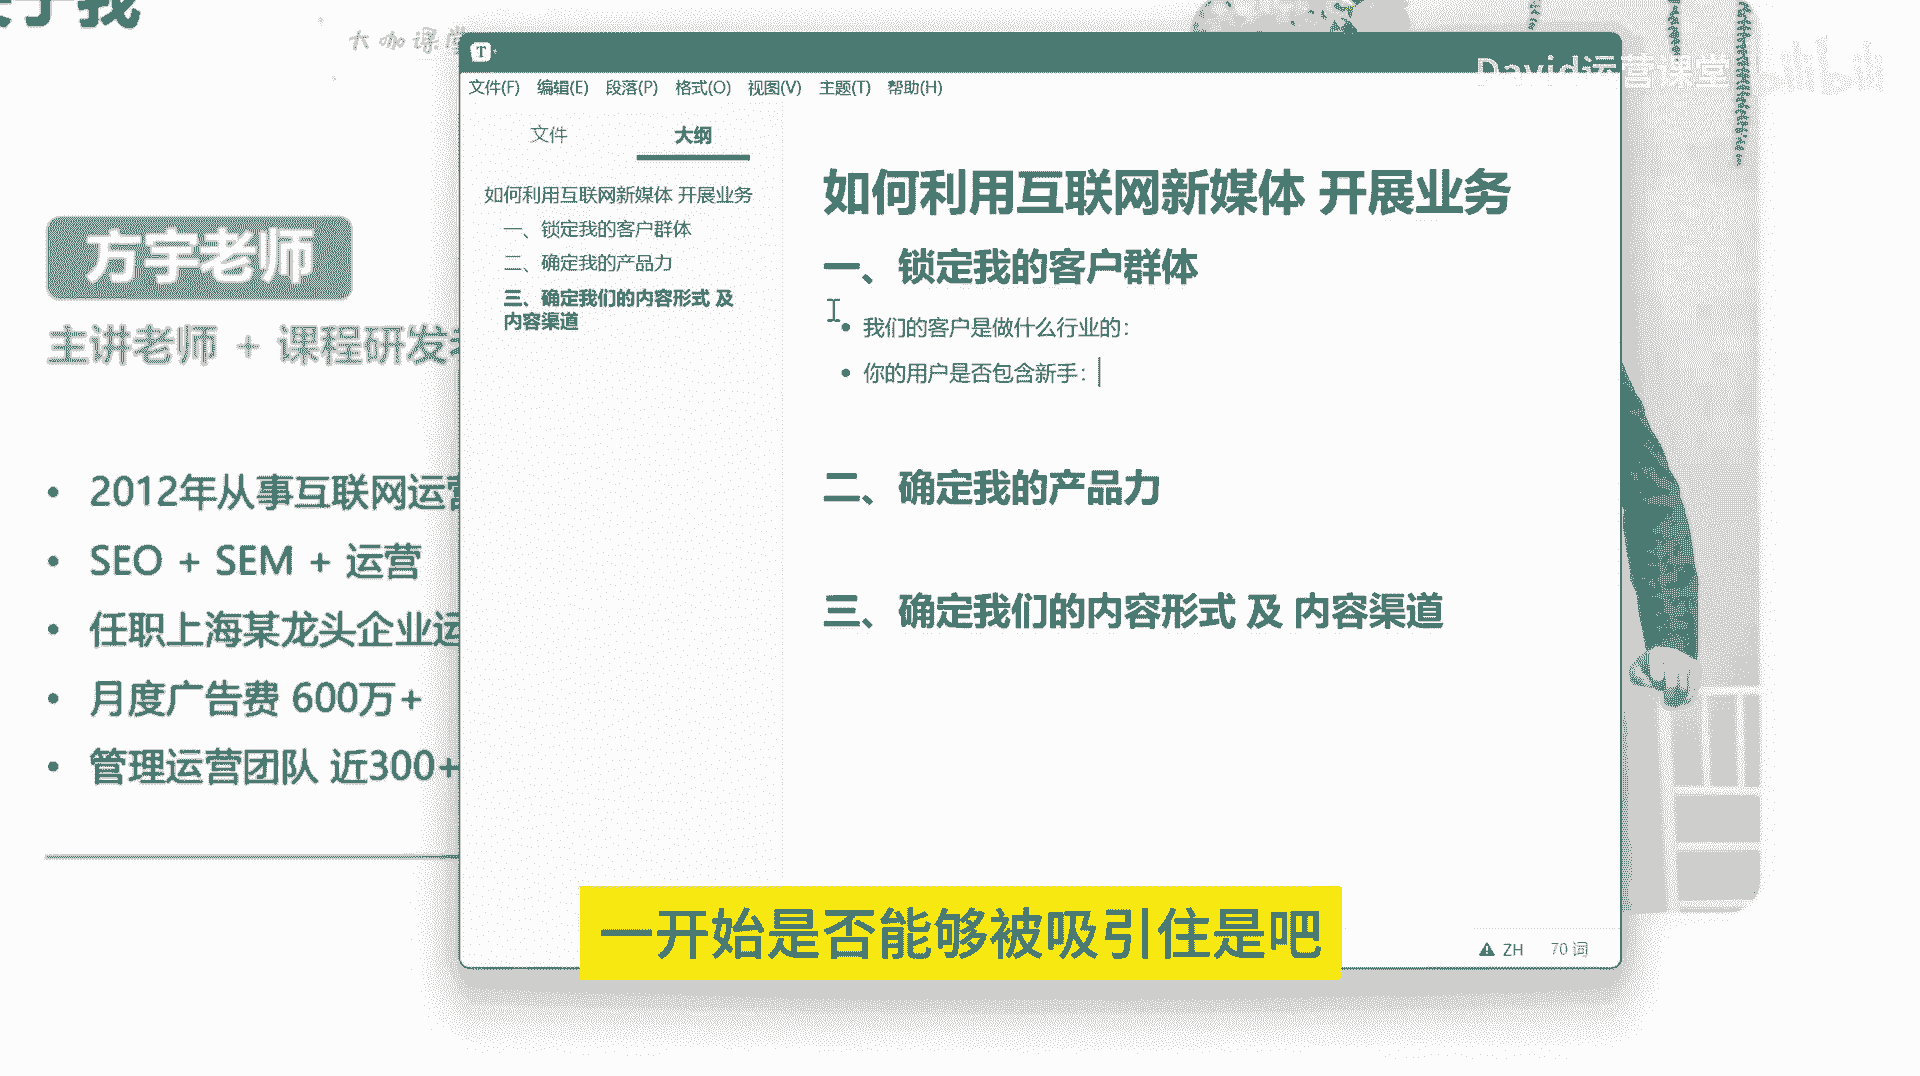 大咖课堂
David运营课堂
bilibili
T
文件(F) 编辑(E) 段落(P) 格式(O) 视图(V) 主题(T) 帮助(H)
文件 大纲
如何利用互联网新媒体 开展业务
一、锁定我的客户群体
二、确定我的产品力
三、确定我们的内容形式 及
内容渠道
如何利用互联网新媒体 开展业务
一、锁定我的客户群体
• 我们的客户是做什么行业的：
• 你的用户是否包含新手：
二、确定我的产品力
三、确定我们的内容形式 及 内容渠道
ZH 70 词
方宇老师
主讲老师 + 课程研发
• 2012年从事互联网运营
• SEO + SEM + 运营
• 任职上海某龙头企业运
• 月度广告费 600万+
• 管理运营团队 近300+
一开始是否能够被吸引住是吧